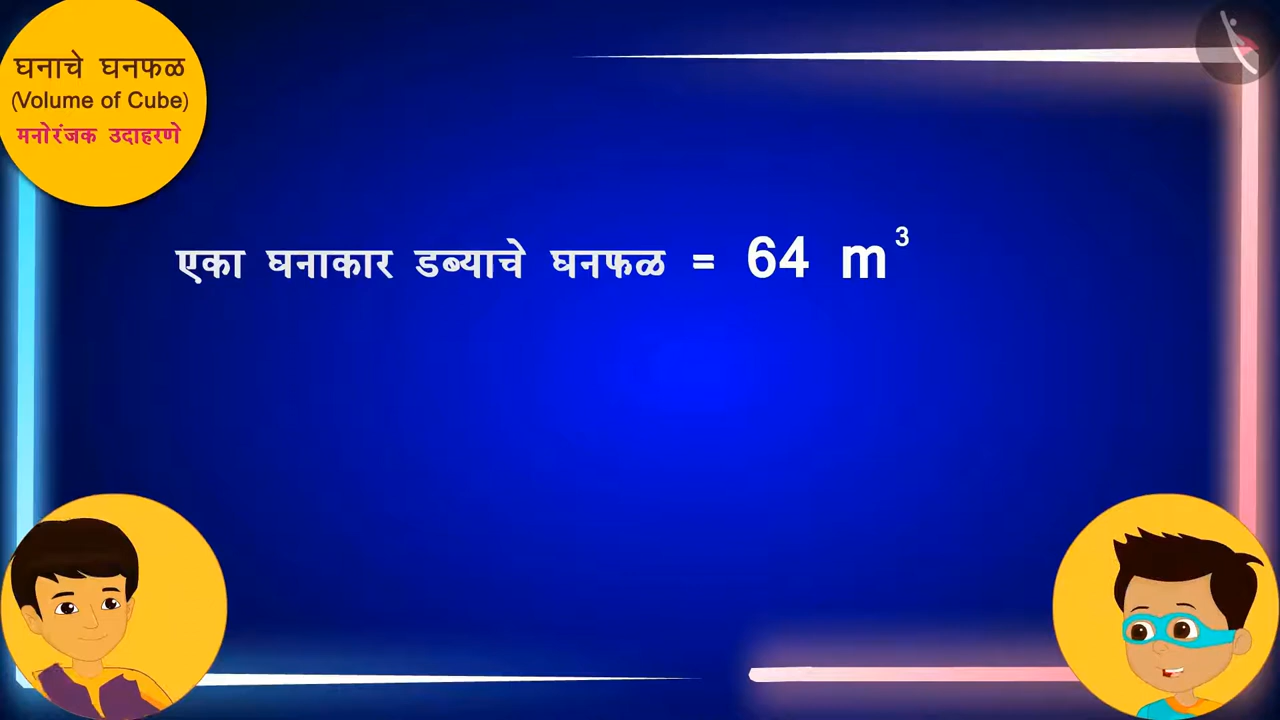 घनाचे घनफळ
(Volume of Cube)
मनोरंजक उदाहरणे
एका घनाकार डब्याचे घनफळ = 64 m³